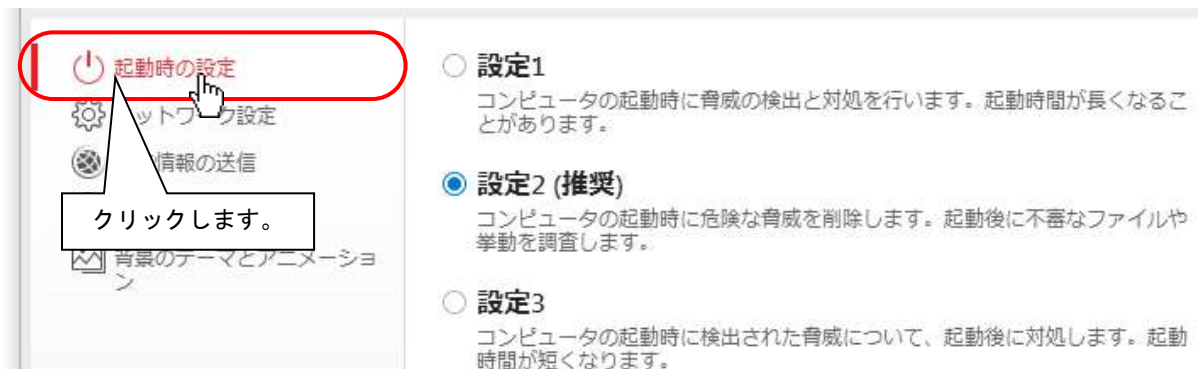 起動時の設定
ットワーク設定
情報の送信
クリックします。
背景のテーマとアニメーショ
ン
設定1
コンピュータの起動時に脅威の検出と対処を行います。起動時間が長くなるこ
とがあります。
設定2 (推奨)
コンピュータの起動時に危険な脅威を削除します。起動後に不審なファイルや
挙動を調査します。
設定3
コンピュータの起動時に検出された脅威について、起動後に対処します。起動
時間が短くなります。